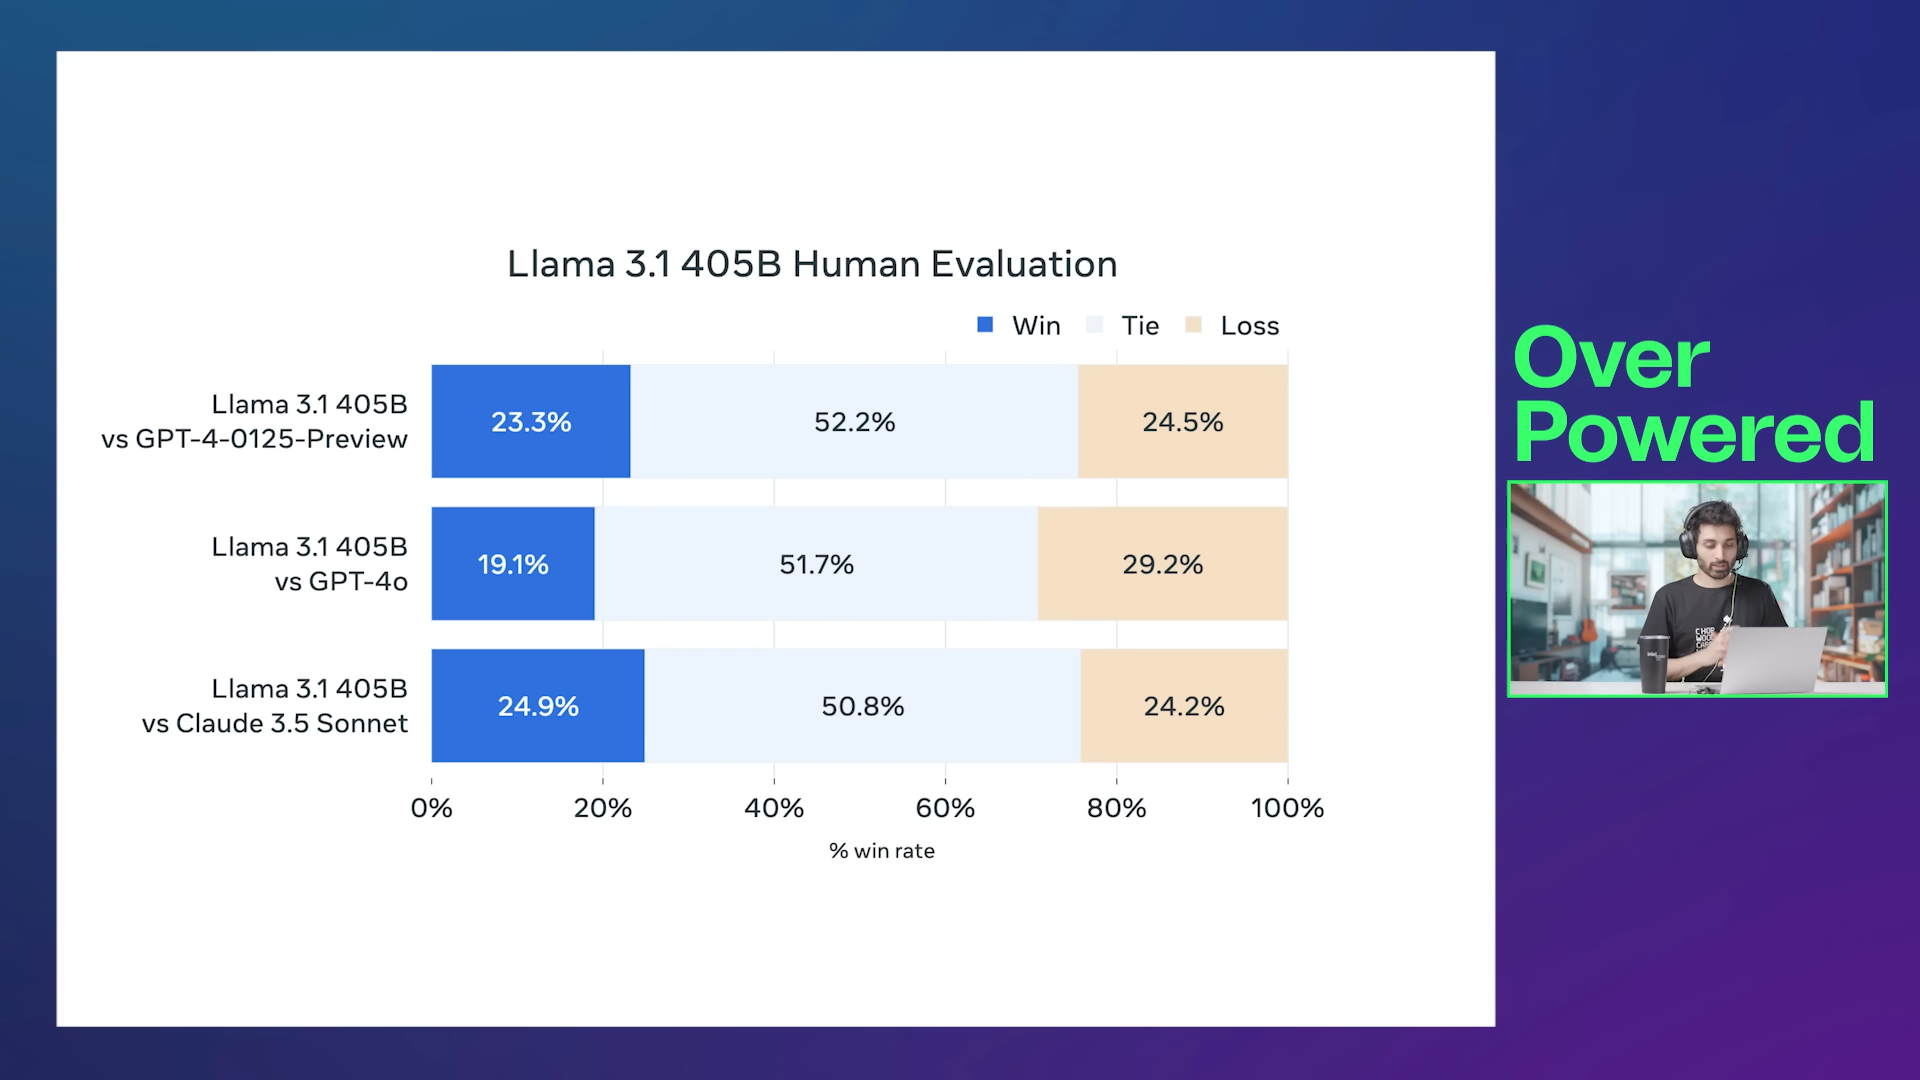 Llama 3.1 405B Human Evaluation
Win Tie Loss
Llama 3.1 405B
vs GPT-4-0125-Preview
23.3% 52.2% 24.5%
Llama 3.1 405B
vs GPT-4o
19.1% 51.7% 29.2%
Llama 3.1 405B
vs Claude 3.5 Sonnet
24.9% 50.8% 24.2%
0% 20% 40% 60% 80% 100%
% win rate
Over
Powered